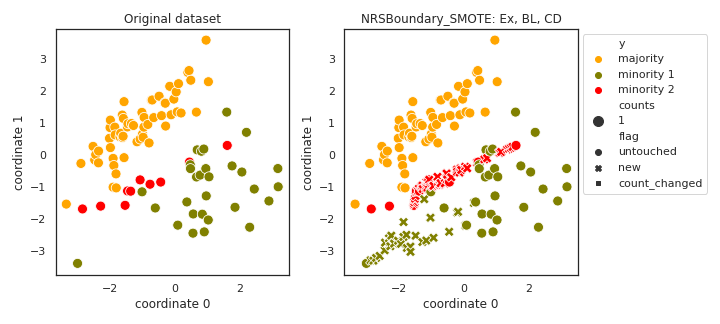 Original dataset
NRSBoundary_SMOTE: Ex, BL, CD
3
2
1
0
−1
−2
−3
−2
0
2
coordinate 0
coordinate 1
3
2
1
0
−1
−2
−3
−2
0
2
coordinate 0
coordinate 1
y
majority
minority 1
minority 2
counts
1
flag
untouched
new
count_changed